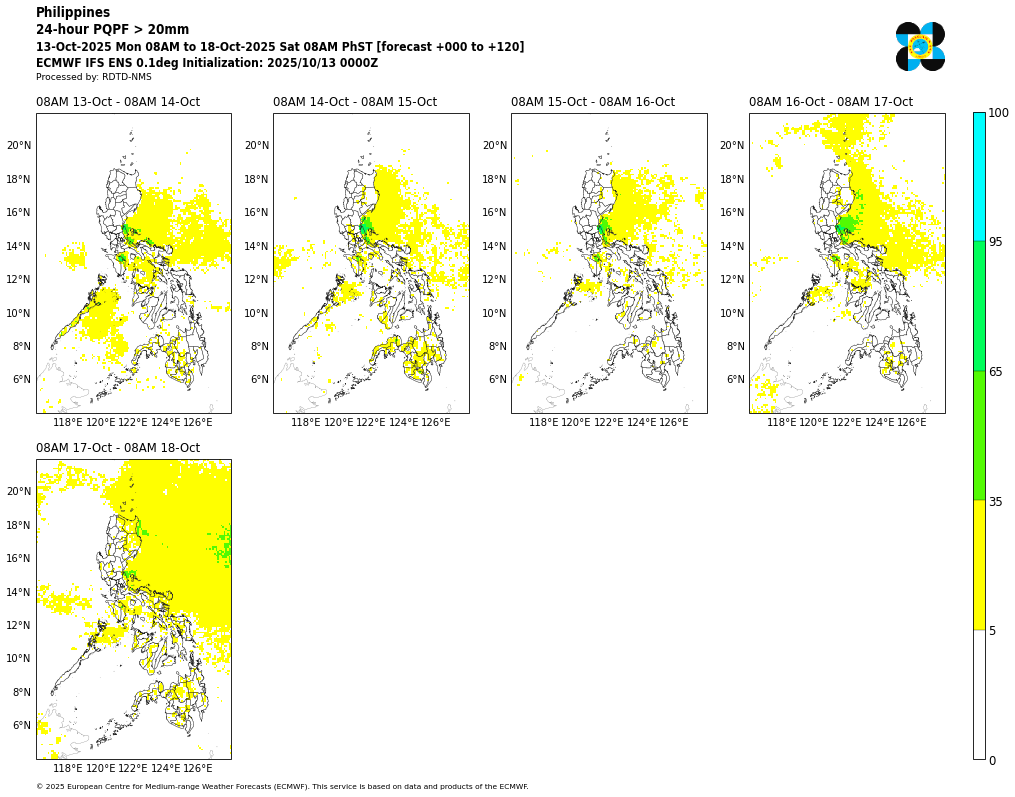 Philippines
24-hour PQPF > 20mm
13-Oct-2025 Mon 08AM to 18-Oct-2025 Sat 08AM PhST [forecast +000 to +120]
ECMWF IFS ENS 0.1deg Initialization: 2025/10/13 0000Z
Processed by: RDTD-NMS
08AM 13-Oct - 08AM 14-Oct
08AM 14-Oct - 08AM 15-Oct
08AM 15-Oct - 08AM 16-Oct
08AM 16-Oct - 08AM 17-Oct
20°N 20°N 20°N 20°N
18°N 18°N 18°N 18°N
16°N 16°N 16°N 16°N
14°N 14°N 14°N 14°N
12°N 12°N 12°N 12°N
10°N 10°N 10°N 10°N
8°N 8°N 8°N 8°N
6°N 6°N 6°N 6°N
118°E 120°E 122°E 124°E 126°E
118°E 120°E 122°E 124°E 126°E
118°E 120°E 122°E 124°E 126°E
118°E 120°E 122°E 124°E 126°E
100
95
65
35
5
0
08AM 17-Oct - 08AM 18-Oct
20°N
18°N
16°N
14°N
12°N
10°N
8°N
6°N
118°E 120°E 122°E 124°E 126°E
© 2025 European Centre for Medium-range Weather Forecasts (ECMWF). This service is based on data and products of the ECMWF.